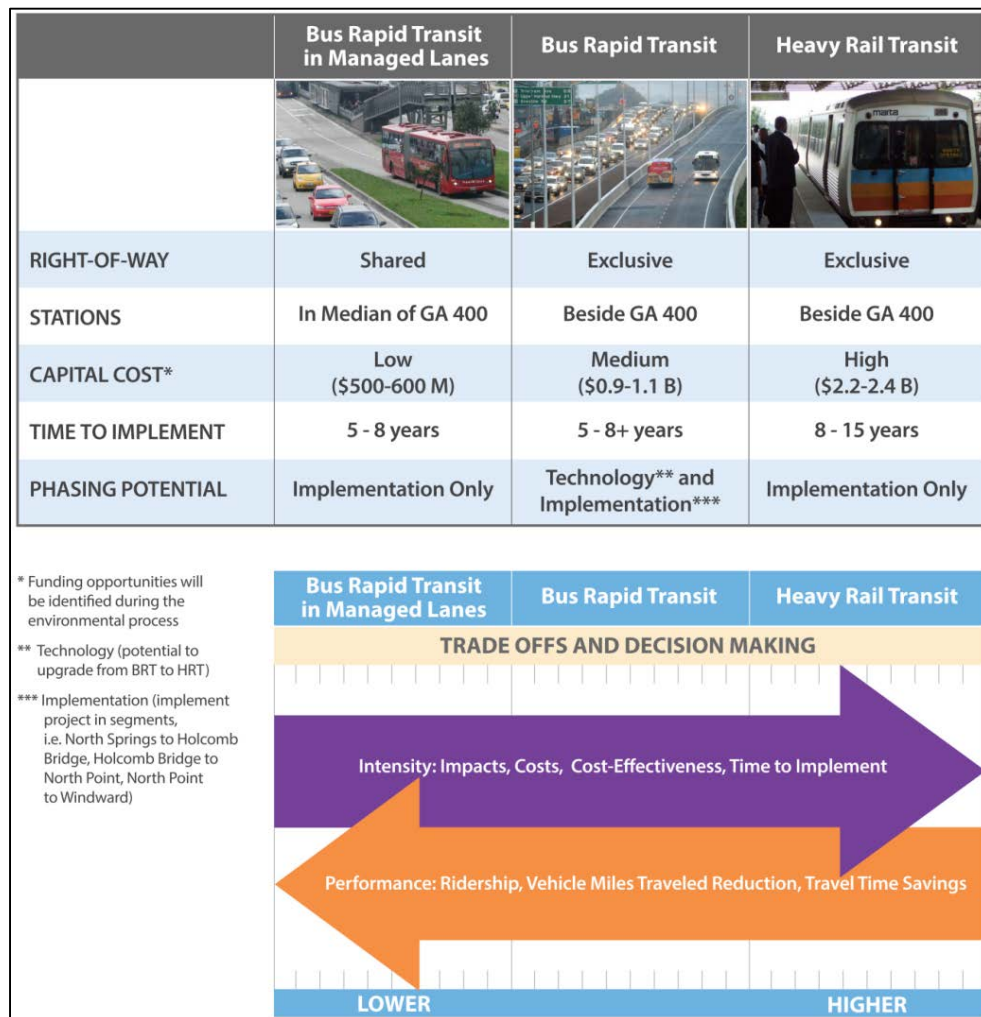 Bus Rapid Transit
in Managed Lanes
Bus Rapid Transit
Heavy Rail Transit
marta
RIGHT-OF-WAY
Shared
Exclusive
Exclusive
STATIONS
In Median of GA 400
Beside GA 400
Beside GA 400
CAPITAL COST*
Low
($500-600 M)
Medium
($0.9-1.1 B)
High
($2.2-2.4 B)
TIME TO IMPLEMENT
5 - 8 years
5 - 8+ years
8 - 15 years
PHASING POTENTIAL
Implementation Only
Technology** and
Implementation***
Implementation Only
* Funding opportunities will
be identified during the
environmental process
** Technology (potential to
upgrade from BRT to HRT)
*** Implementation (implement
project in segments,
i.e. North Springs to Holcomb
Bridge, Holcomb Bridge to
North Point, North Point
to Windward)
Bus Rapid Transit
in Managed Lanes
Bus Rapid Transit
Heavy Rail Transit
TRADE OFFS AND DECISION MAKING
Intensity: Impacts, Costs, Cost-Effectiveness, Time to Implement
Performance: Ridership, Vehicle Miles Traveled Reduction, Travel Time Savings
LOWER
HIGHER